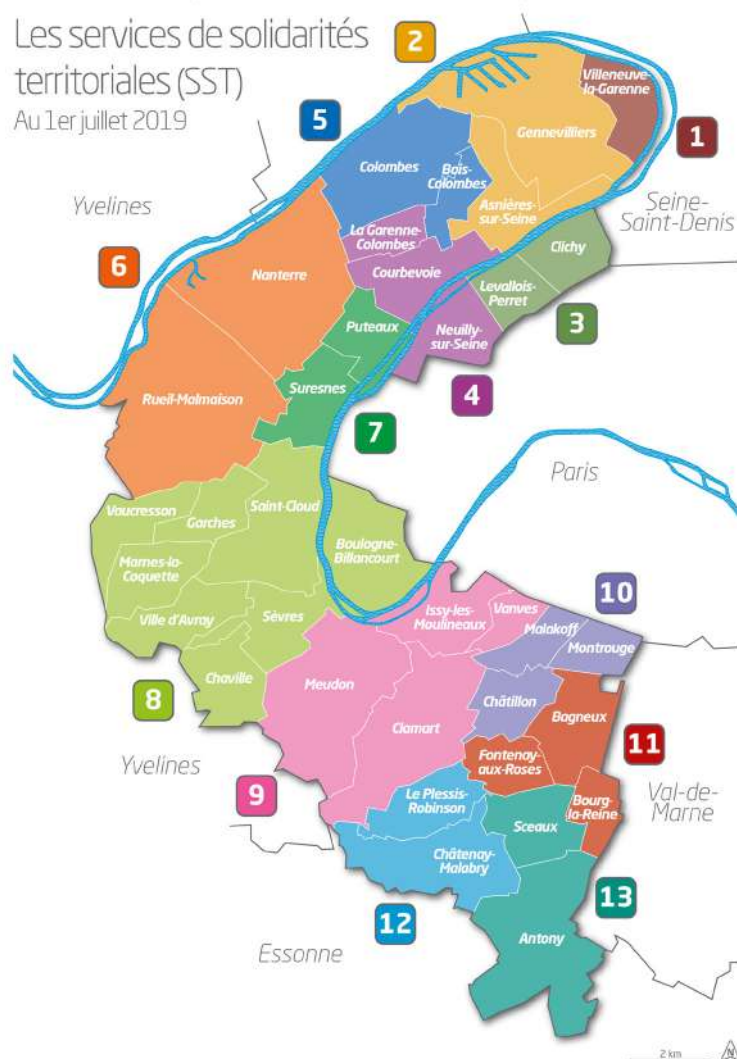 Les services de solidarités
territoriales (SST)
Au 1er juillet 2019
2
Villeneuve-
la-Garenne
5
Gennevilliers
1
Colombes
Bois-
Colombes
Yvelines
Asnières-
sur-Seine
Seine-
Saint-Denis
La Garenne-
Colombes
Clichy
6
Nanterre
Courbevoie
Levallois-
Perret
Puteaux
Neuilly-
sur-Seine
3
Suresnes
4
Rueil-Malmaison
7
Paris
Vaucresson
Garches
Saint-Cloud
Boulogne-
Billancourt
Marnes-la-
Coquette
10
Issy-les-
Moulineaux
Vanves
Ville d'Avray
Sèvres
Malakoff
Montrouge
Chaville
Meudon
8
Châtillon
Bagneux
Clamart
11
Yvelines
Fontenay-
aux-Roses
9
Le Plessis-
Robinson
Bourg-
la-Reine
Val-de-
Marne
Sceaux
Châtenay-
Malabry
12
13
Essonne
Antony
2 km
N